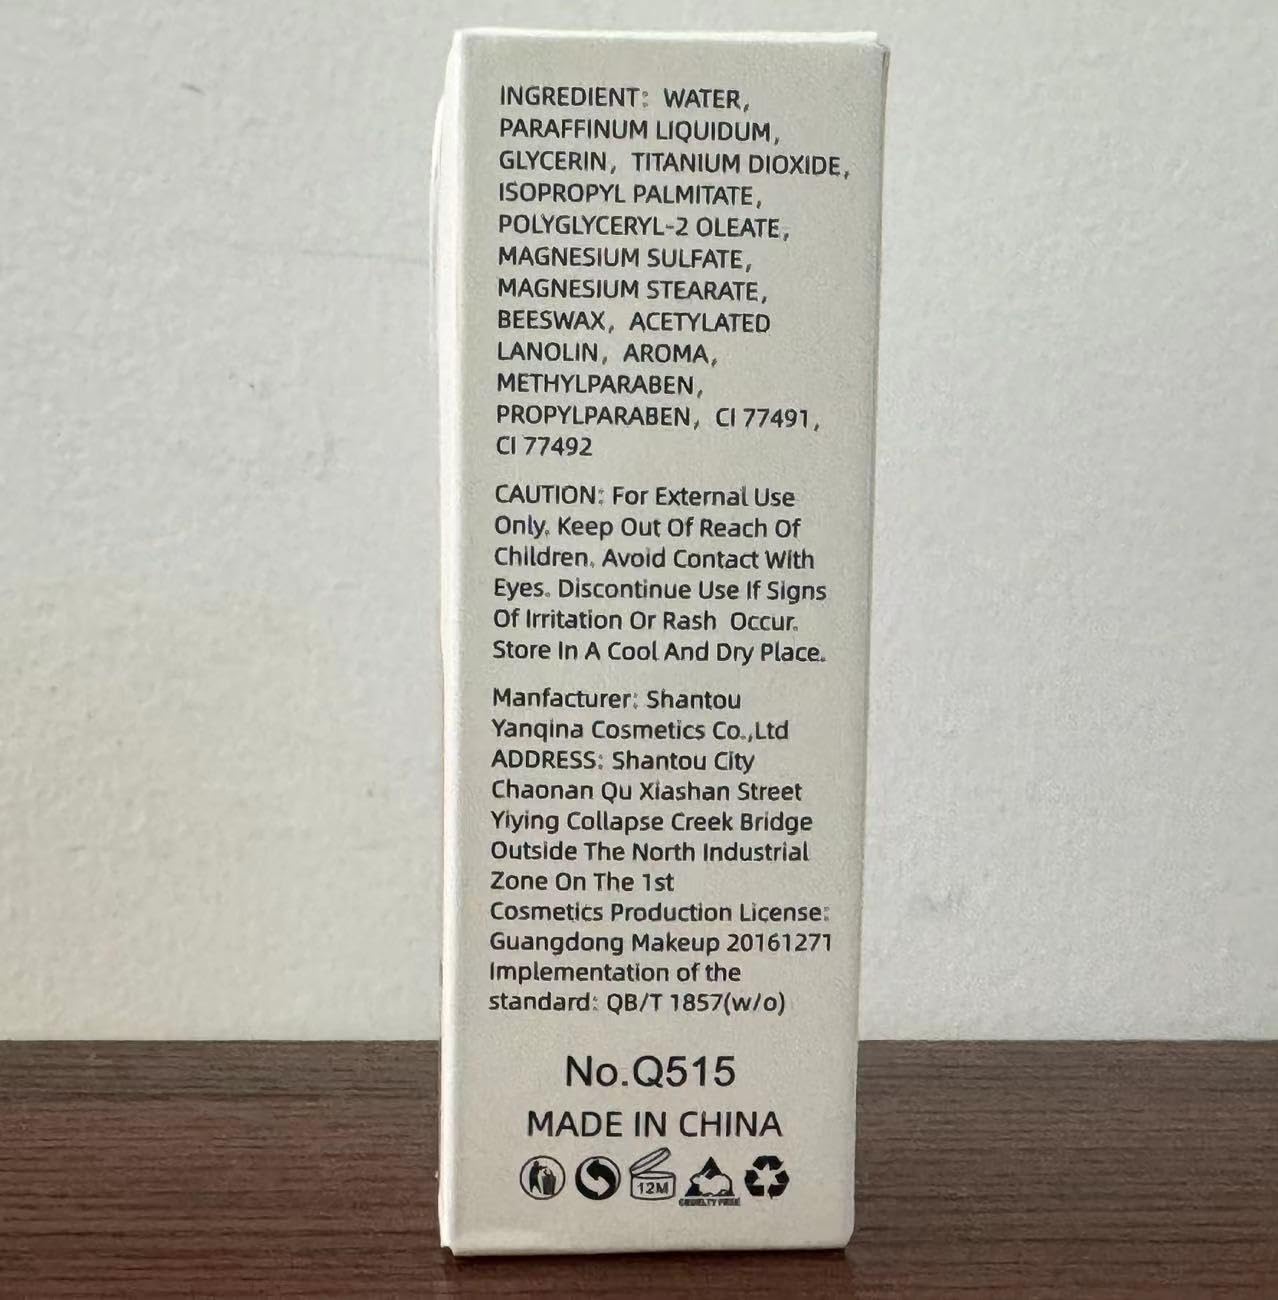 INGREDIENT: WATER,
PARAFFINUM LIQUIDUM,
GLYCERIN, TITANIUM DIOXIDE,
ISOPROPYL PALMITATE,
POLYGLYCERYL-2 OLEATE,
MAGNESIUM SULFATE,
MAGNESIUM STEARATE,
BEESWAX, ACETYLATED
LANOLIN, AROMA,
METHYLPARABEN,
PROPYLPARABEN, CI 77491,
CI 77492
CAUTION: For External Use
Only. Keep Out Of Reach Of
Children. Avoid Contact With
Eyes. Discontinue Use If Signs
Of Irritation Or Rash Occur.
Store In A Cool And Dry Place.
Manfacturer: Shantou
Yanqina Cosmetics Co.,Ltd
ADDRESS: Shantou City
Chaonan Qu Xiashan Street
Yiying Collapse Creek Bridge
Outside The North Industrial
Zone On The 1st
Cosmetics Production License:
Guangdong Makeup 20161271
Implementation of the
standard: QB/T 1857(w/o)
No.Q515
MADE IN CHINA
12M
CRUELTY FREE